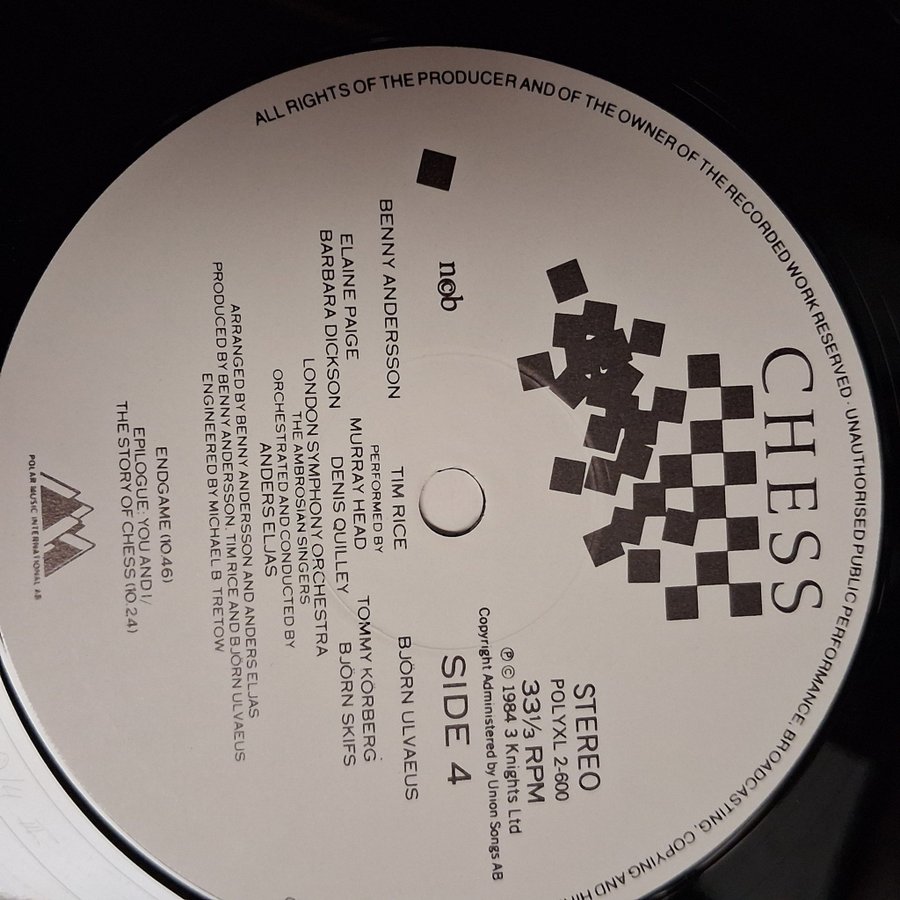 ALL RIGHTS OF THE PRODUCER AND OF THE OWNER OF THE RECORDED WORK RESERVED · UNAUTHORISED PUBLIC PERFORMANCE, BROADCASTING, COPYING AND
CHESS
STEREO
POLYXL 2-600
33⅓ RPM
℗ © 1984 3 Knights Ltd
Copyright Administered by Union Songs AB
ncb
SIDE 4
BENNY ANDERSSON TIM RICE BJÖRN ULVAEUS
PERFORMED BY
ELAINE PAIGE MURRAY HEAD TOMMY KÖRBERG
BARBARA DICKSON DENIS QUILLEY BJÖRN SKIFS
LONDON SYMPHONY ORCHESTRA
THE AMBROSIAN SINGERS
ORCHESTRATED AND CONDUCTED BY
ANDERS ELJAS
ARRANGED BY BENNY ANDERSSON AND ANDERS ELJAS
PRODUCED BY BENNY ANDERSSON, TIM RICE AND BJÖRN ULVAEUS
ENGINEERED BY MICHAEL B. TRETOW
ENDGAME (10.46)
EPILOGUE: YOU AND I/
THE STORY OF CHESS (10.24)
POLAR MUSIC INTERNATIONAL AB